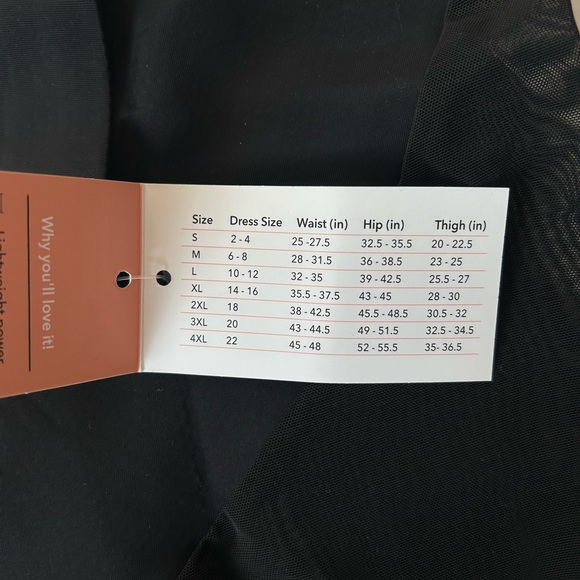 Why you'll love it!
Lightweight power
Size Dress Size Waist (in) Hip (in) Thigh (in)
S 2 - 4 25 -27.5 32.5 - 35.5 20 - 22.5
M 6 - 8 28 - 31.5 36 - 38.5 23 - 25
L 10 - 12 32 - 35 39 - 42.5 25.5 - 27
XL 14 - 16 35.5 - 37.5 43 - 45 28 - 30
2XL 18 38 - 42.5 45.5 - 48.5 30.5 - 32
3XL 20 43 - 44.5 49 - 51.5 32.5 - 34.5
4XL 22 45 - 48 52 - 55.5 35- 36.5